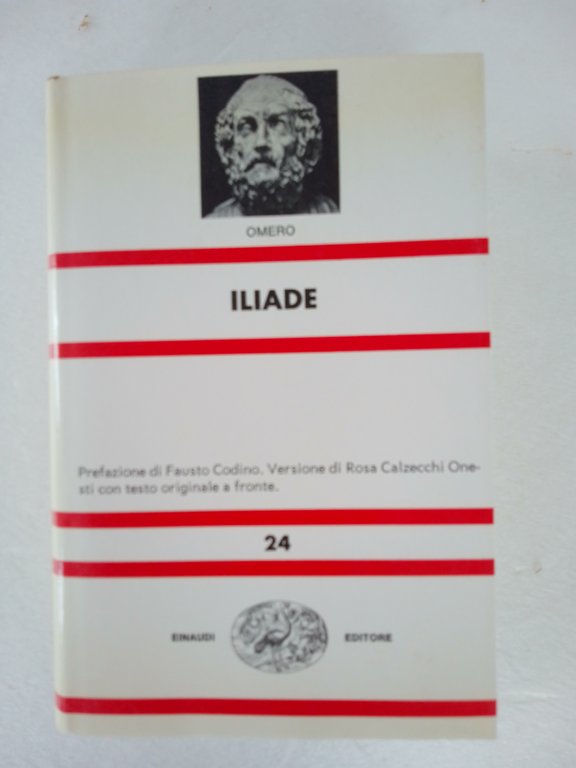 OMERO
ILIADE
Prefazione di Fausto Codino. Versione di Rosa Calzecchi One-
sti con testo originale a fronte.
24
EINAUDI EDITORE